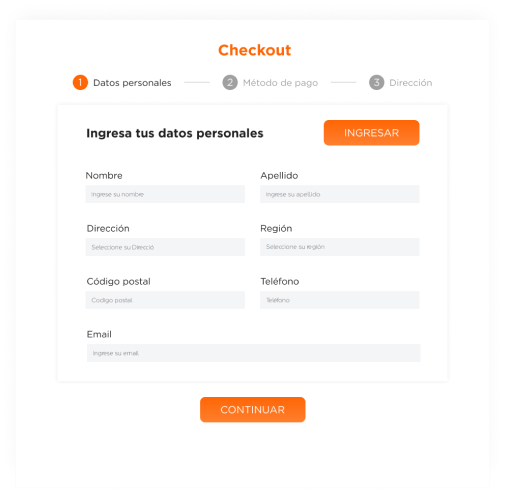 Checkout
1 Datos personales 2 Método de pago 3 Dirección
Ingresa tus datos personales INGRESAR
Nombre Apellido
Ingrese su nombre Ingrese su apellido
Dirección Región
Seleccione su Direcció Seleccione su región
Código postal Teléfono
Codigo postal Teléfono
Email
Ingrese su email
CONTINUAR